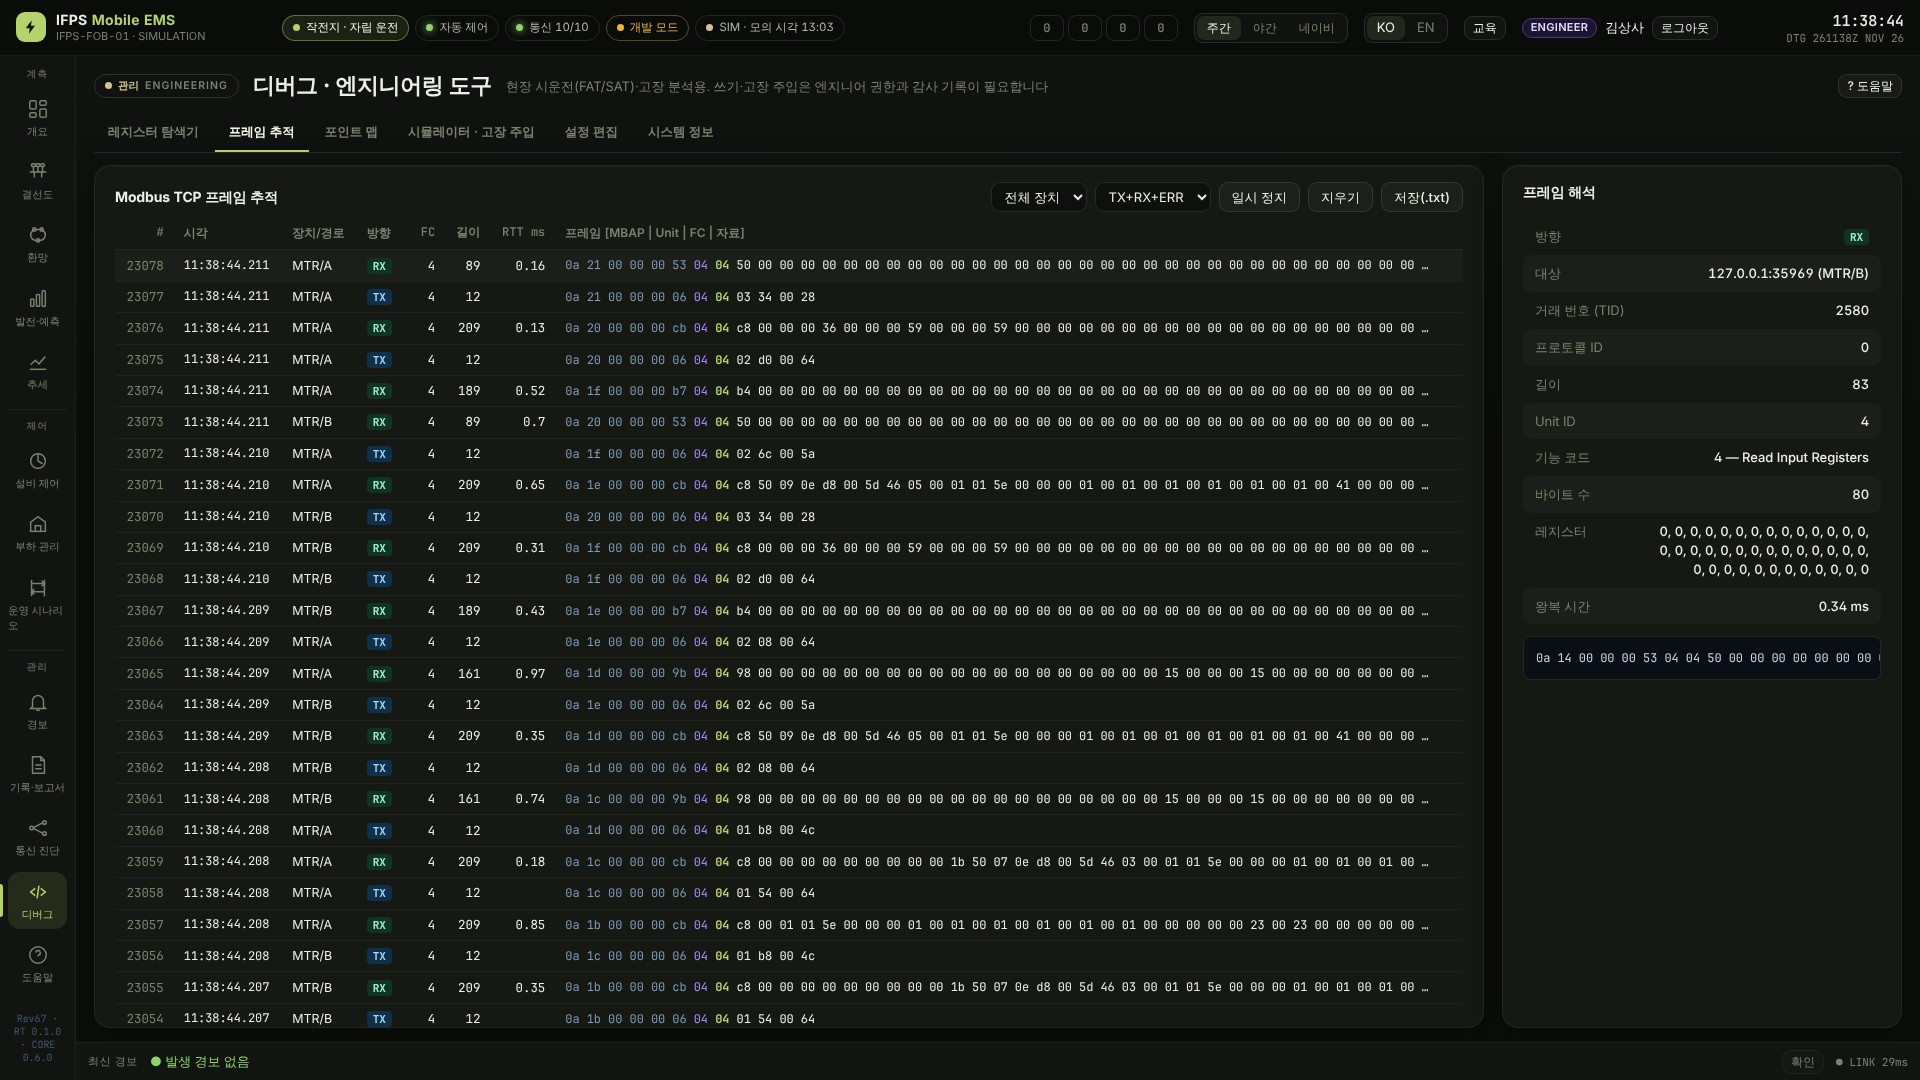 IFPS Mobile EMS
IFPS-FOB-01 · SIMULATION
작전지 · 자립 운전
자동 제어
통신 10/10
개발 모드
SIM · 모의 시각 13:03
0 0 0 0
주간 야간 네이비
KO EN
교육
ENGINEER 김상사 로그아웃
11:38:44
DTG 261138Z NOV 26
계측
개요
결선도
환망
발전·예측
추세
제어
설비 제어
부하 관리
운영 시나리
오
관리
경보
기록·보고서
통신 진단
디버그
도움말
Rev67 ·
RT 0.1.0
· CORE
0.6.0
관리 ENGINEERING
디버그 · 엔지니어링 도구
현장 시운전(FAT/SAT)·고장 분석용. 쓰기·고장 주입은 엔지니어 권한과 감사 기록이 필요합니다
? 도움말
레지스터 탐색기 프레임 추적 포인트 맵 시뮬레이터 · 고장 주입 설정 편집 시스템 정보
Modbus TCP 프레임 추적
전체 장치 TX+RX+ERR 일시 정지 지우기 저장(.txt)
# 시각 장치/경로 방향 FC 길이 RTT ms 프레임 [MBAP | Unit | FC | 자료]
23078 11:38:44.211 MTR/A RX 4 89 0.16 0a 21 00 00 00 53 04 04 50 00 00 00 00 00 00 00 00 00 00 00 00 00 00 00 00 00 00 00 00 00 00 00 00 00 00 00 00 00 00 00 …
23077 11:38:44.211 MTR/A TX 4 12 0a 21 00 00 00 06 04 04 03 34 00 28
23076 11:38:44.211 MTR/A RX 4 209 0.13 0a 20 00 00 00 cb 04 04 c8 00 00 00 36 00 00 00 59 00 00 00 59 00 00 00 00 00 00 00 00 00 00 00 00 00 00 00 00 00 00 00 …
23075 11:38:44.211 MTR/A TX 4 12 0a 20 00 00 00 06 04 04 02 d0 00 64
23074 11:38:44.211 MTR/A RX 4 189 0.52 0a 1f 00 00 00 b7 04 04 b4 00 00 00 00 00 00 00 00 00 00 00 00 00 00 00 00 00 00 00 00 00 00 00 00 00 00 00 00 00 00 00 …
23073 11:38:44.211 MTR/B RX 4 89 0.7 0a 20 00 00 00 53 04 04 50 00 00 00 00 00 00 00 00 00 00 00 00 00 00 00 00 00 00 00 00 00 00 00 00 00 00 00 00 00 00 00 …
23072 11:38:44.210 MTR/A TX 4 12 0a 1f 00 00 00 06 04 04 02 6c 00 5a
23071 11:38:44.210 MTR/A RX 4 209 0.65 0a 1e 00 00 00 cb 04 04 c8 50 09 0e d8 00 5d 46 05 00 01 01 5e 00 00 00 01 00 01 00 01 00 01 00 01 00 01 00 41 00 00 00 …
23070 11:38:44.210 MTR/B TX 4 12 0a 20 00 00 00 06 04 04 03 34 00 28
23069 11:38:44.210 MTR/B RX 4 209 0.31 0a 1f 00 00 00 cb 04 04 c8 00 00 00 36 00 00 00 59 00 00 00 59 00 00 00 00 00 00 00 00 00 00 00 00 00 00 00 00 00 00 00 …
23068 11:38:44.210 MTR/B TX 4 12 0a 1f 00 00 00 06 04 04 02 d0 00 64
23067 11:38:44.209 MTR/B RX 4 189 0.43 0a 1e 00 00 00 b7 04 04 b4 00 00 00 00 00 00 00 00 00 00 00 00 00 00 00 00 00 00 00 00 00 00 00 00 00 00 00 00 00 00 00 …
23066 11:38:44.209 MTR/A TX 4 12 0a 1e 00 00 00 06 04 04 02 08 00 64
23065 11:38:44.209 MTR/A RX 4 161 0.97 0a 1d 00 00 00 9b 04 04 98 00 00 00 00 00 00 00 00 00 00 00 00 00 00 00 00 00 00 00 15 00 00 00 15 00 00 00 00 00 00 00 …
23064 11:38:44.209 MTR/B TX 4 12 0a 1e 00 00 00 06 04 04 02 6c 00 5a
23063 11:38:44.209 MTR/B RX 4 209 0.35 0a 1d 00 00 00 cb 04 04 c8 50 09 0e d8 00 5d 46 05 00 01 01 5e 00 00 00 01 00 01 00 01 00 01 00 01 00 01 00 41 00 00 00 …
23062 11:38:44.208 MTR/B TX 4 12 0a 1d 00 00 00 06 04 04 02 08 00 64
23061 11:38:44.208 MTR/B RX 4 161 0.74 0a 1c 00 00 00 9b 04 04 98 00 00 00 00 00 00 00 00 00 00 00 00 00 00 00 00 00 00 00 15 00 00 00 15 00 00 00 00 00 00 00 …
23060 11:38:44.208 MTR/A TX 4 12 0a 1d 00 00 00 06 04 04 01 b8 00 4c
23059 11:38:44.208 MTR/A RX 4 209 0.18 0a 1c 00 00 00 cb 04 04 c8 00 00 00 00 00 00 00 00 00 1b 50 07 0e d8 00 5d 46 03 00 01 01 5e 00 00 00 01 00 01 00 01 00 …
23058 11:38:44.208 MTR/A TX 4 12 0a 1c 00 00 00 06 04 04 01 54 00 64
23057 11:38:44.208 MTR/A RX 4 209 0.85 0a 1b 00 00 00 cb 04 04 c8 00 01 01 5e 00 00 00 01 00 01 00 01 00 01 00 01 00 01 00 00 00 00 00 23 00 23 00 00 00 00 00 …
23056 11:38:44.208 MTR/B TX 4 12 0a 1c 00 00 00 06 04 04 01 b8 00 4c
23055 11:38:44.207 MTR/B RX 4 209 0.35 0a 1b 00 00 00 cb 04 04 c8 00 00 00 00 00 00 00 00 00 1b 50 07 0e d8 00 5d 46 03 00 01 01 5e 00 00 00 01 00 01 00 01 00 …
23054 11:38:44.207 MTR/B TX 4 12 0a 1b 00 00 00 06 04 04 01 54 00 64
프레임 해석
방향 RX
대상 127.0.0.1:35969 (MTR/B)
거래 번호 (TID) 2580
프로토콜 ID 0
길이 83
Unit ID 4
기능 코드 4 — Read Input Registers
바이트 수 80
레지스터 0, 0, 0, 0, 0, 0, 0, 0, 0, 0, 0, 0, 0, 0,
0, 0, 0, 0, 0, 0, 0, 0, 0, 0, 0, 0, 0, 0,
0, 0, 0, 0, 0, 0, 0, 0, 0, 0, 0, 0
왕복 시간 0.34 ms
0a 14 00 00 00 53 04 04 50 00 00 00 00 00 00 00
최신 경보 발생 경보 없음
확인 LINK 29ms